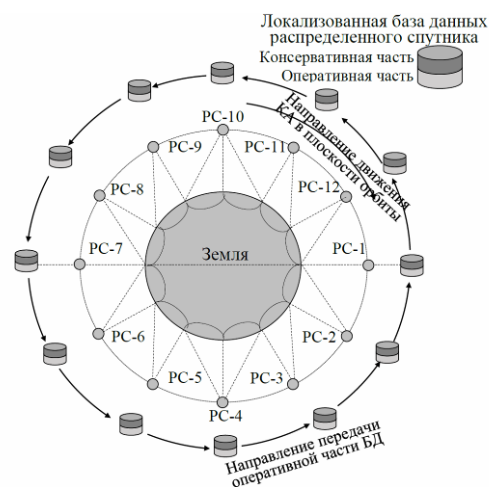 Локализованная база данных
распределенного спутника
Консервативная часть
Оперативная часть
Направление движения
КА в плоскости орбиты
РС-10
РС-9
РС-11
РС-8
РС-12
РС-7
Земля
РС-1
РС-6
РС-2
РС-5
РС-3
РС-4
Направление передачи
оперативной части БД